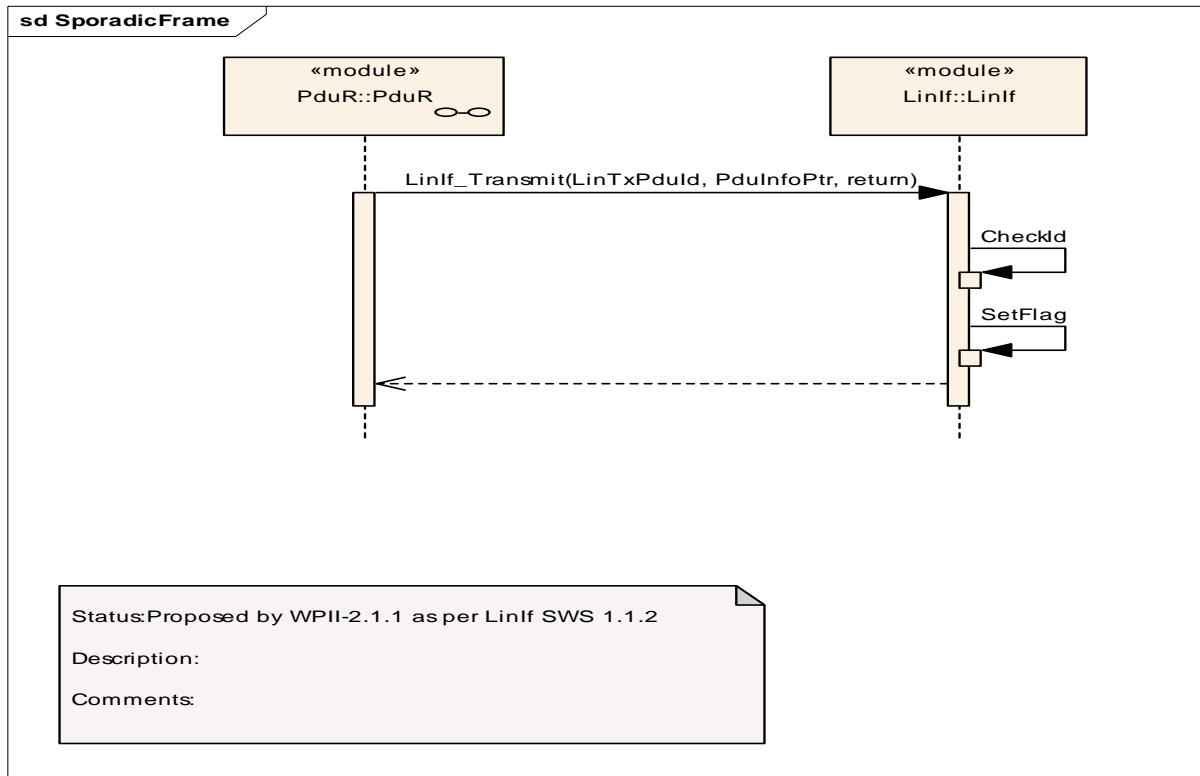 sd SporadicFrame
«module»
PduR::PduR
«module»
LinIf::LinIf
LinIf_Transmit(LinTxPduId, PduInfoPtr, return)
CheckId
SetFlag
Status:Proposed by WPII-2.1.1 as per LinIf SWS 1.1.2
Description:
Comments: